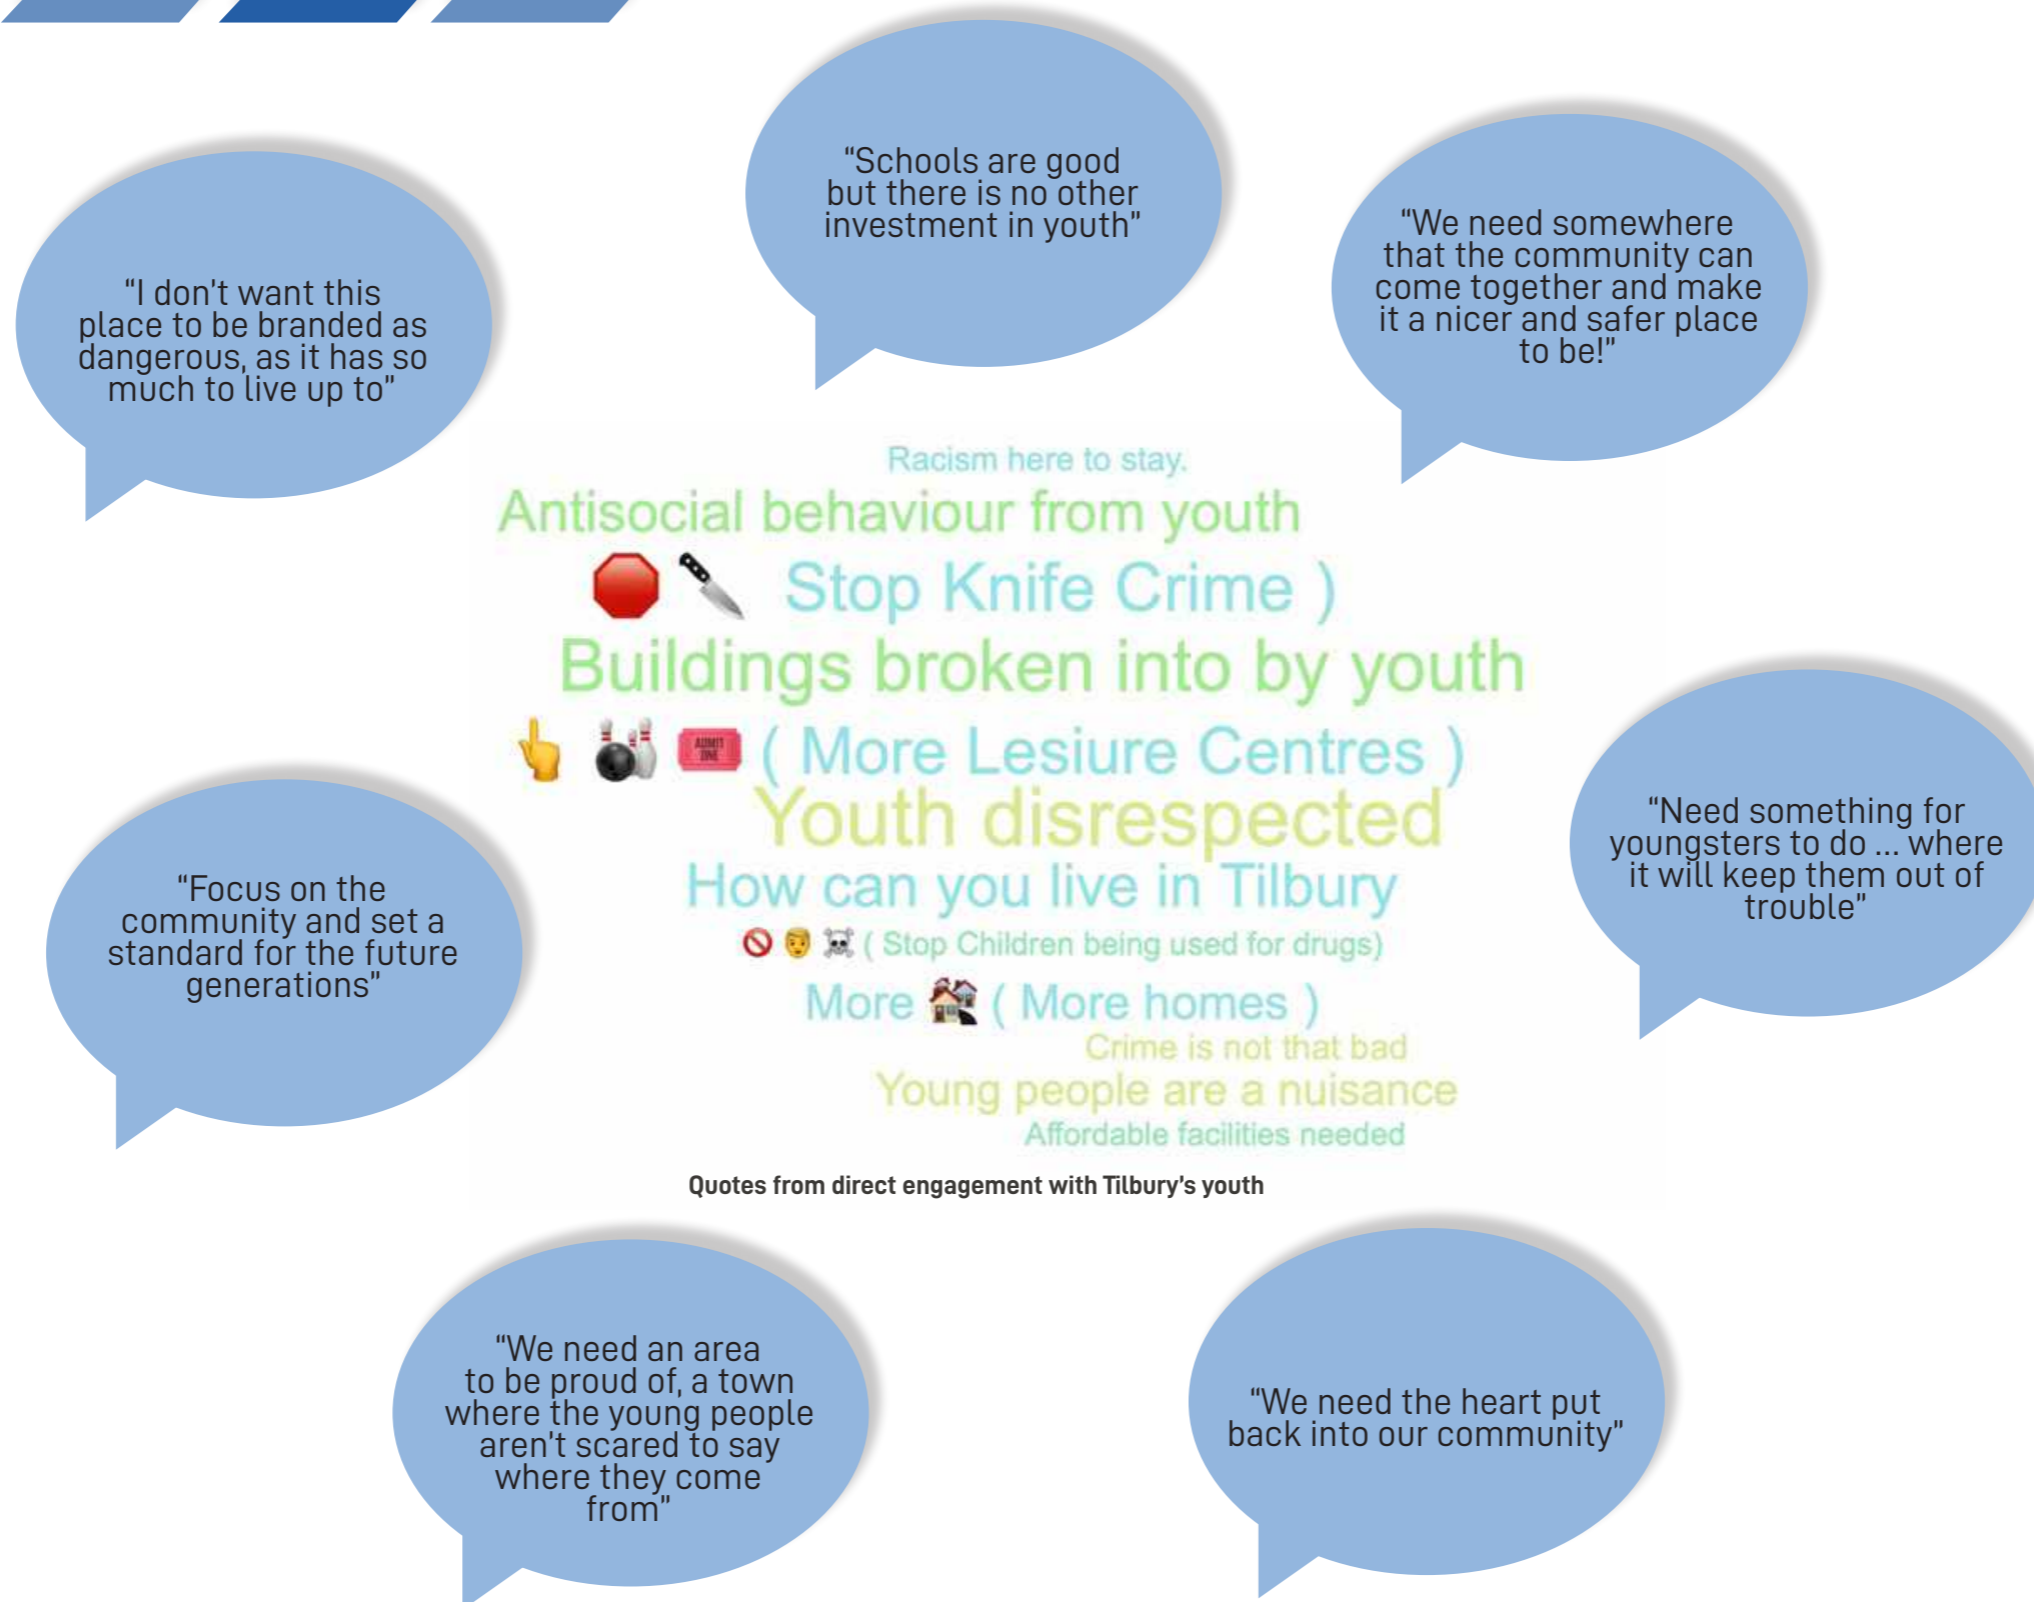 “Schools are good
but there is no other
investment in youth”
“We need somewhere
that the community can
come together and make
it a nicer and safer place
to be!”
“I don't want this
place to be branded as
dangerous, as it has so
much to live up to”
Racism here to stay.
Antisocial behaviour from youth
Stop Knife Crime )
Buildings broken into by youth
ADMIT
ONE
( More Lesiure Centres )
Youth disrespected
How can you live in Tilbury
( Stop Children being used for drugs)
More ( More homes )
Crime is not that bad
Young people are a nuisance
Affordable facilities needed
“Need something for
youngsters to do ... where
it will keep them out of
trouble”
“Focus on the
community and set a
standard for the future
generations”
Quotes from direct engagement with Tilbury's youth
“We need an area
to be proud of, a town
where the young people
aren't scared to say
where they come
from”
“We need the heart put
back into our community”